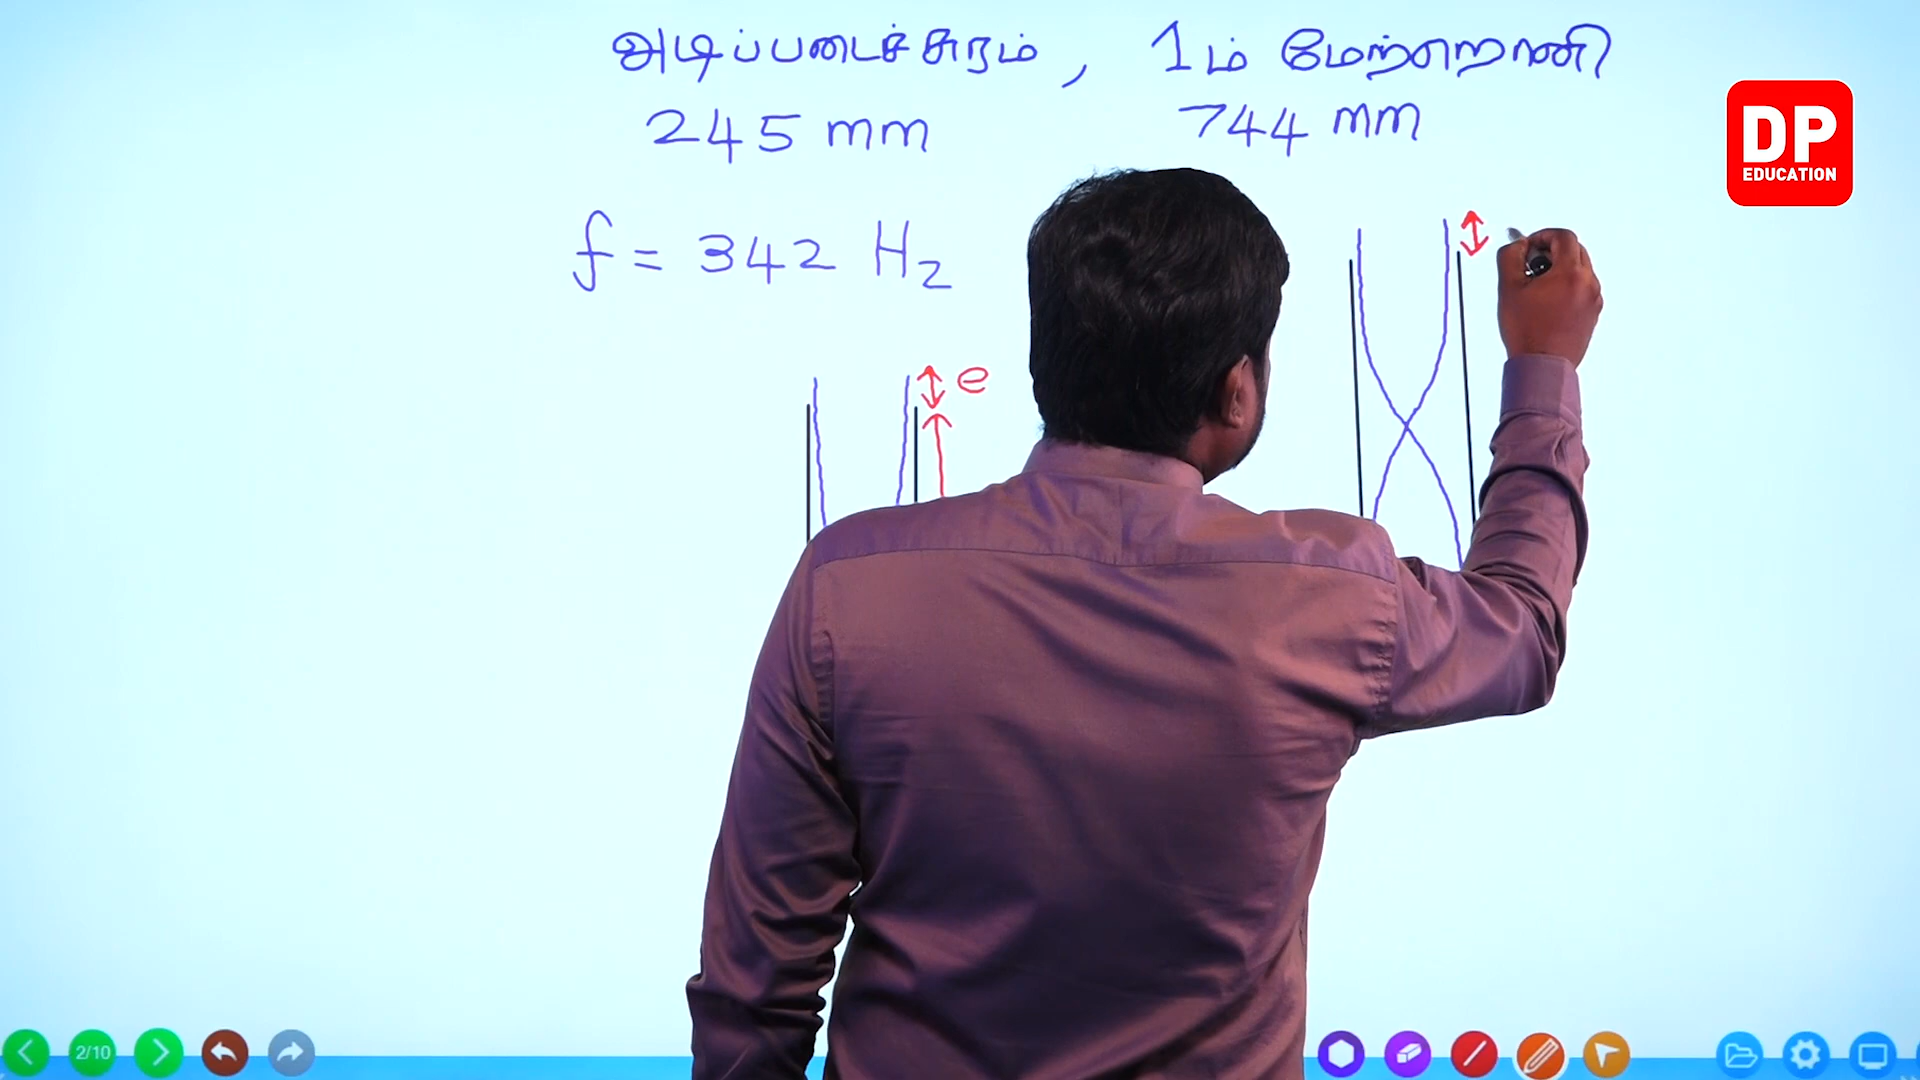 அடிப்படைச்சுரம் , 1ம் மேற்றொணி
245 mm 744 mm
DP
EDUCATION
f = 342 Hz
e
2/10